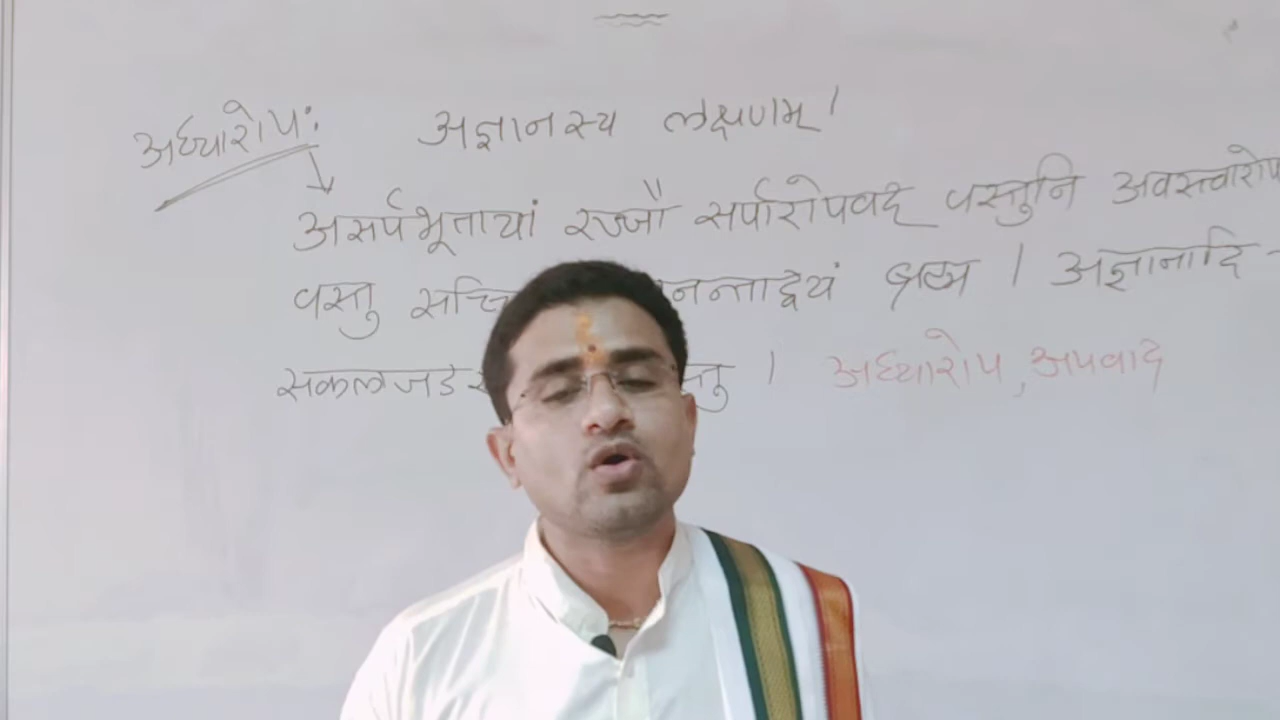 अध्यारोपः अज्ञानस्य लक्षणम् ।
असर्पभूतायां रज्जौ सर्पारोपवद् वस्तुनि अवस्त्वारोप
वस्तु सच्चि नन्ताद्वयं ब्रह्म । अज्ञानादि -
सकलजड स्तु । अध्यारोप, अपवाद